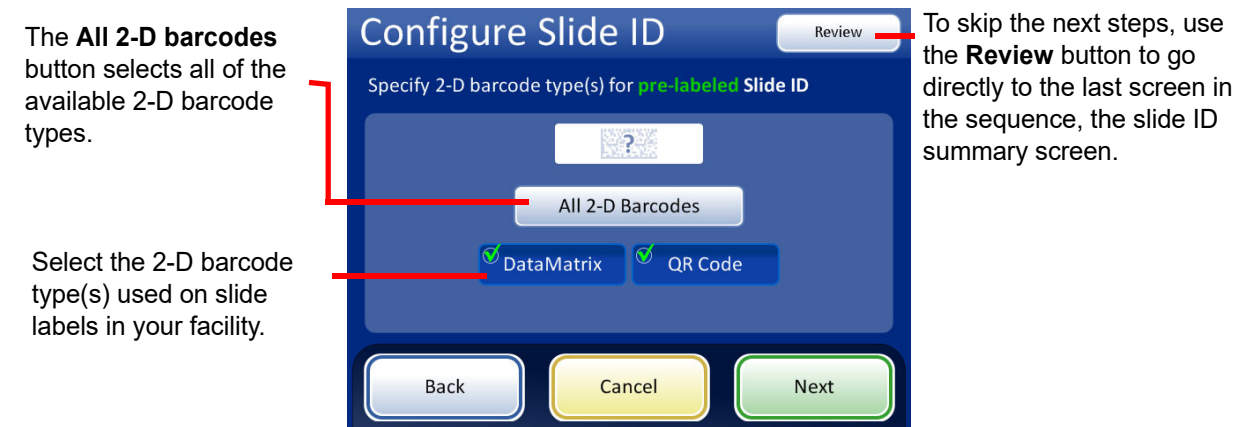 The All 2-D barcodes
button selects all of the
available 2-D barcode
types.
Select the 2-D barcode
type(s) used on slide
labels in your facility.
Configure Slide ID
Review
Specify 2-D barcode type(s) for pre-labeled Slide ID
?
All 2-D Barcodes
DataMatrix
QR Code
Back
Cancel
Next
To skip the next steps, use
the Review button to go
directly to the last screen in
the sequence, the slide ID
summary screen.